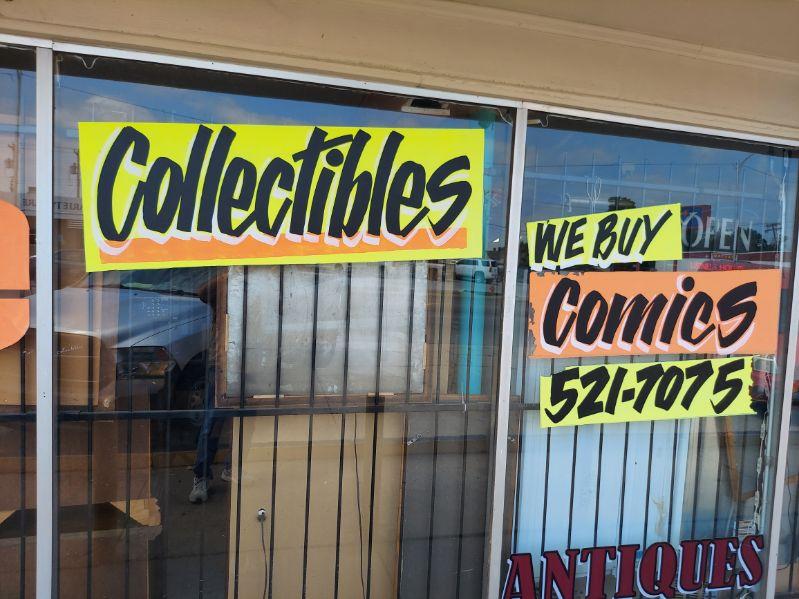 Collectibles
WE BUY
OPEN
Comics
521-7075
ANTIQUES